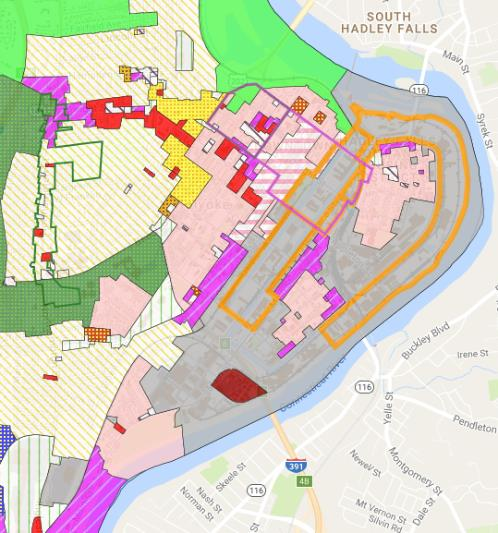 SOUTH
HADLEY FALLS
Main St
116
Syrek St
Buckley Blvd
Irene St
116
Yelle St
Pendleton
Connecticut River
391
4B
Newell St
Montgomery St
Skeele St
116
Nash St
Norman St
Mt Vernon St
Silvin Rd
Dale St
St